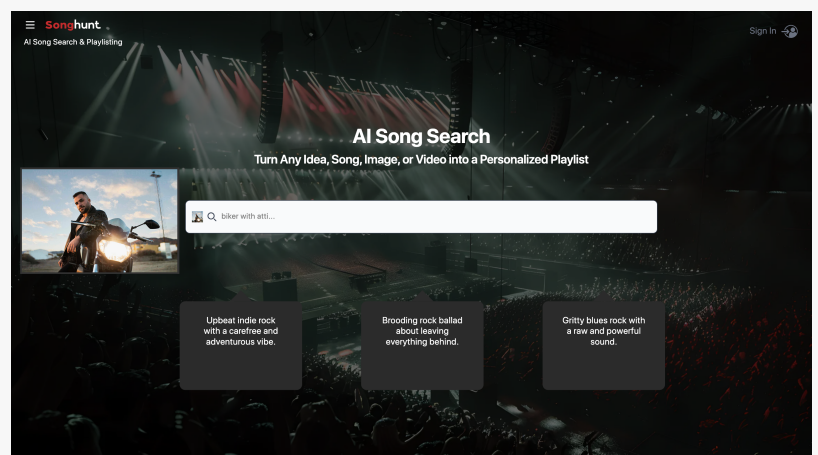 Songhunt
AI Song Search & Playlisting
Sign In
AI Song Search
Turn Any Idea, Song, Image, or Video into a Personalized Playlist
biker with atti...
Upbeat indie rock
with a carefree and
adventurous vibe.
Brooding rock ballad
about leaving
everything behind.
Gritty blues rock with
a raw and powerful
sound.